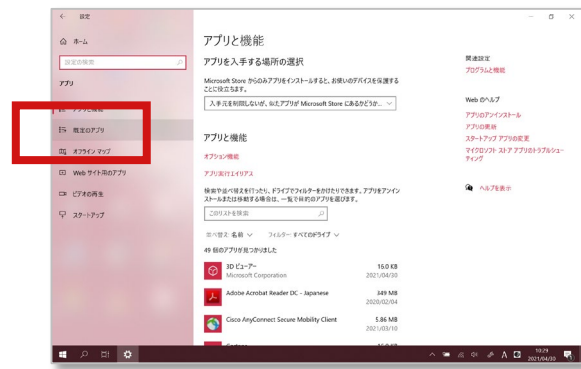 設定
ホーム
設定の検索
アプリ
アプリと機能
既定のアプリ
オフライン マップ
Web サイト用のアプリ
ビデオの再生
スタートアップ
アプリと機能
アプリを入手する場所の選択
Microsoft Store からのみアプリをインストールすると、お使いのデバイスを保護する
ことに役立ちます。
入手元を制限しないが、似たアプリが Microsoft Store にあるかどうか...
アプリと機能
オプション機能
アプリ実行エイリアス
検索や並べ替えを行ったり、ドライブでフィルターをかけたりできます。アプリをアンイン
ストールまたは移動する場合は、一覧で目的のアプリを選びます。
このリストを検索
並べ替え: 名前
フィルター: すべてのドライブ
49 個のアプリが見つかりました
3D ビューアー
16.0 KB
Microsoft Corporation
2021/04/30
Adobe Acrobat Reader DC - Japanese
349 MB
2020/02/04
Cisco AnyConnect Secure Mobility Client
5.86 MB
2021/03/10
関連設定
プログラムと機能
Web のヘルプ
アプリのアンインストール
アプリの更新
スタートアップ アプリの変更
マイクロソフト ストア アプリのトラブルシュー
ティング
ヘルプを表示
A
10:29
2021/04/30